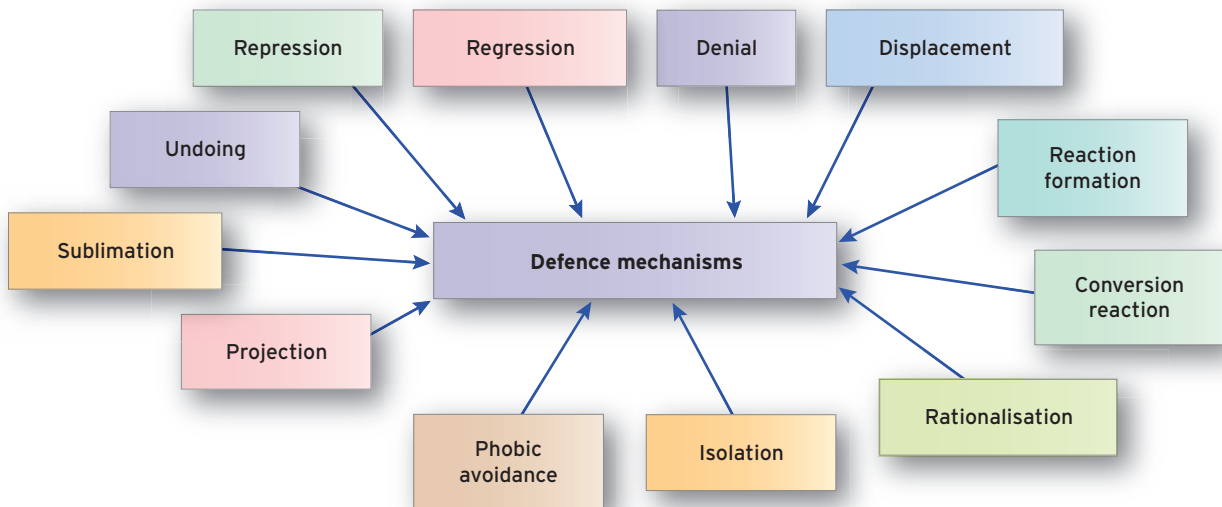 Repression
Regression
Denial
Displacement
Undoing
Reaction
formation
Sublimation
Defence mechanisms
Conversion
reaction
Projection
Rationalisation
Phobic
avoidance
Isolation